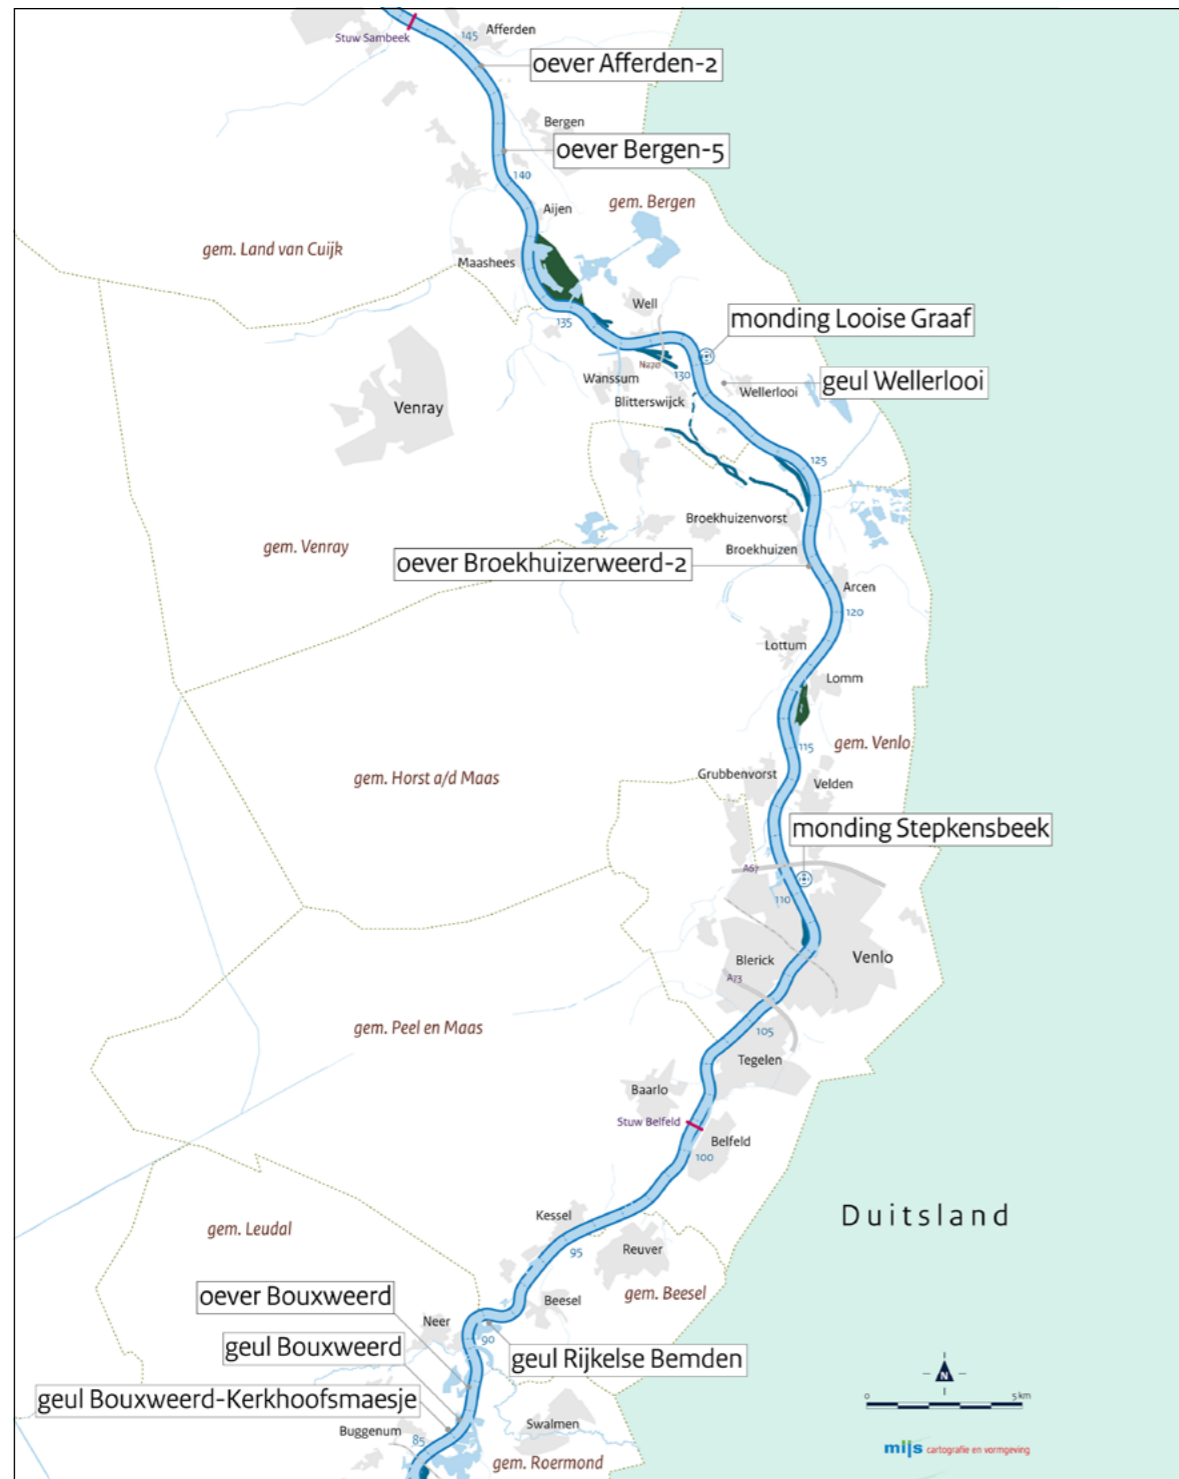 Stuw Sambeek
145
Afferden
oever Afferden-2
Bergen
oever Bergen-5
140
Aijen
gem. Bergen
gem. Land van Cuijk
Maashees
Well
135
monding Looise Graaf
N270
130
Wanssum
geul Wellerlooi
Wellerlooi
Blitterswijck
Venray
125
Broekhuizenvorst
gem. Venray
Broekhuizen
oever Broekhuizerweerd-2
Arcen
120
Lottum
Lomm
gem. Venlo
115
Grubbenvorst
gem. Horst a/d Maas
Velden
monding Stepkensbeek
A67
110
Blerick
Venlo
A73
gem. Peel en Maas
105
Tegelen
Baarlo
Stuw Belfeld
Belfeld
100
Kessel
Duitsland
gem. Leudal
95
Reuver
gem. Beesel
oever Bouxweerd
Beesel
Neer
90
geul Bouxweerd
geul Rijkelse Bemden
geul Bouxweerd-Kerkhoofsmaesje
N
0
5 km
Buggenum
85
Swalmen
gem. Roermond
mijs cartografie en vormgeving